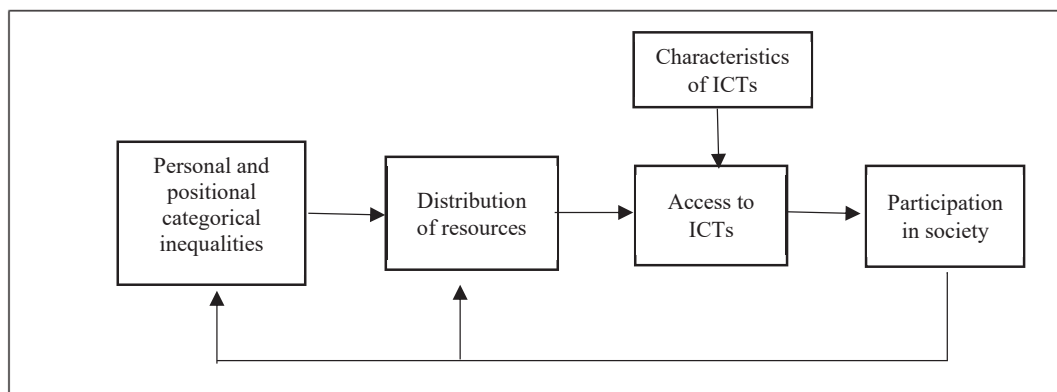 Characteristics
of ICTs
Personal and
positional
categorical
inequalities
Distribution
of resources
Access to
ICTs
Participation
in society